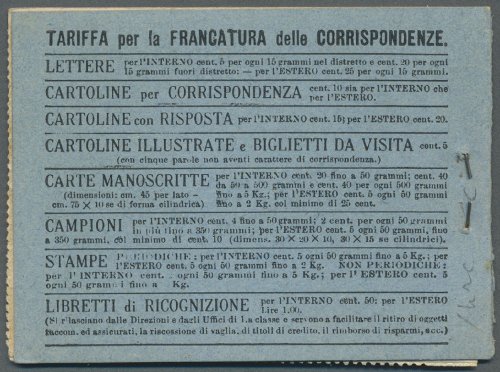 TARIFFA per la FRANCATURA delle CORRISPONDENZE.
LETTERE per l'INTERNO cent. 5 per ogni 15 grammi nel distretto e cent. 20 per ogni
15 grammi fuori distretto: — per l'ESTERO cent. 25 per ogni 15 grammi.
CARTOLINE per CORRISPONDENZA cent. 10 sia per l'INTERNO che
per l'ESTERO.
CARTOLINE con RISPOSTA per l'INTERNO cent. 15; per l'ESTERO cent. 20.
CARTOLINE ILLUSTRATE e BIGLIETTI DA VISITA cent. 5
(con cinque parole non aventi carattere di corrispondenza.)
CARTE MANOSCRITTE per l'INTERNO cent. 20 fino a 50 grammi; cent. 40
(dimensioni: cm. 45 per lato – da 50 a 500 grammi e cent. 40 per ogni 500 grammi
fino a 5 Kg.; per l'ESTERO cent. 5 ogni 50 grammi
cm. 75 × 10 se di forma cilindrica) fino a 2 Kg. col minimo di 25 cent.
CAMPIONI per l'INTERNO cent. 4 fino a 50 grammi; 2 cent. per ogni 50 grammi
in più fino a 350 grammi; per l'ESTERO cent. 5 ogni 50 grammi, fino
a 350 grammi, col minimo di cent. 10 (dimens. 30 × 20 × 10, 30 × 15 se cilindrici).
STAMPE PERIODICHE: per l'INTERNO cent. 5 ogni 50 grammi fino a 5 Kg.; per
l'ESTERO cent. 5 ogni 50 grammi fino a 2 Kg. NON PERIODICHE:
per l'INTERNO cent. ogni 50 grammi fino a 5 Kg.; per l'ESTERO cent. 5
ogni 50 grammi fino a Kg.
LIBRETTI di RICOGNIZIONE per l'INTERNO cent. 50: per l'ESTERO
Lire 1.00.
(Si rilasciano dalle Direzioni e dagli Uffici di 1.a classe e servono a facilitare il ritiro di oggetti
raccom. ed assicurati, la riscossione di vaglia, di titoli di credito, il rimborso di risparmi, ecc.)